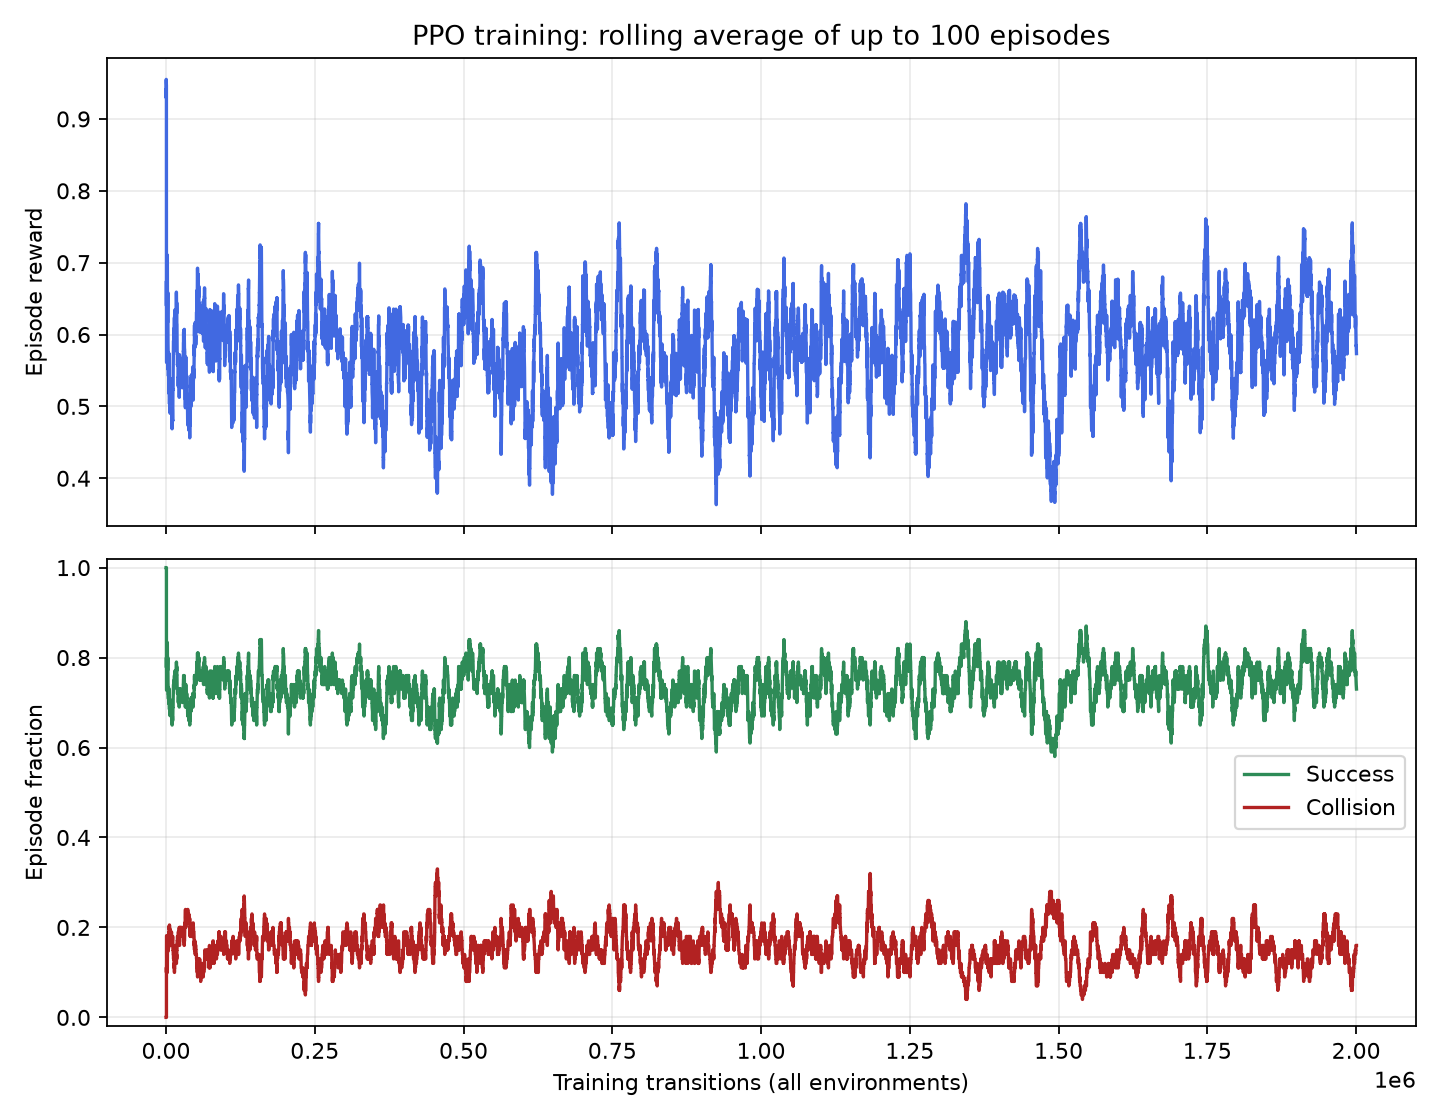 PPO training: rolling average of up to 100 episodes
Episode reward
0.9
0.8
0.7
0.6
0.5
0.4
Episode fraction
1.0
0.8
0.6
0.4
0.2
0.0
Success
Collision
0.00 0.25 0.50 0.75 1.00 1.25 1.50 1.75 2.00
1e6
Training transitions (all environments)